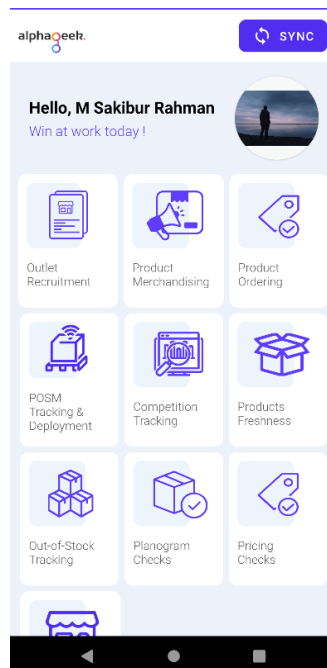 alphageek.
SYNC
Hello, M Sakibur Rahman
Win at work today !
Outlet
Recruitment
Product
Merchandising
Product
Ordering
POSM
Tracking &
Deployment
Competition
Tracking
Products
Freshness
Out-of-Stock
Tracking
Planogram
Checks
Pricing
Checks